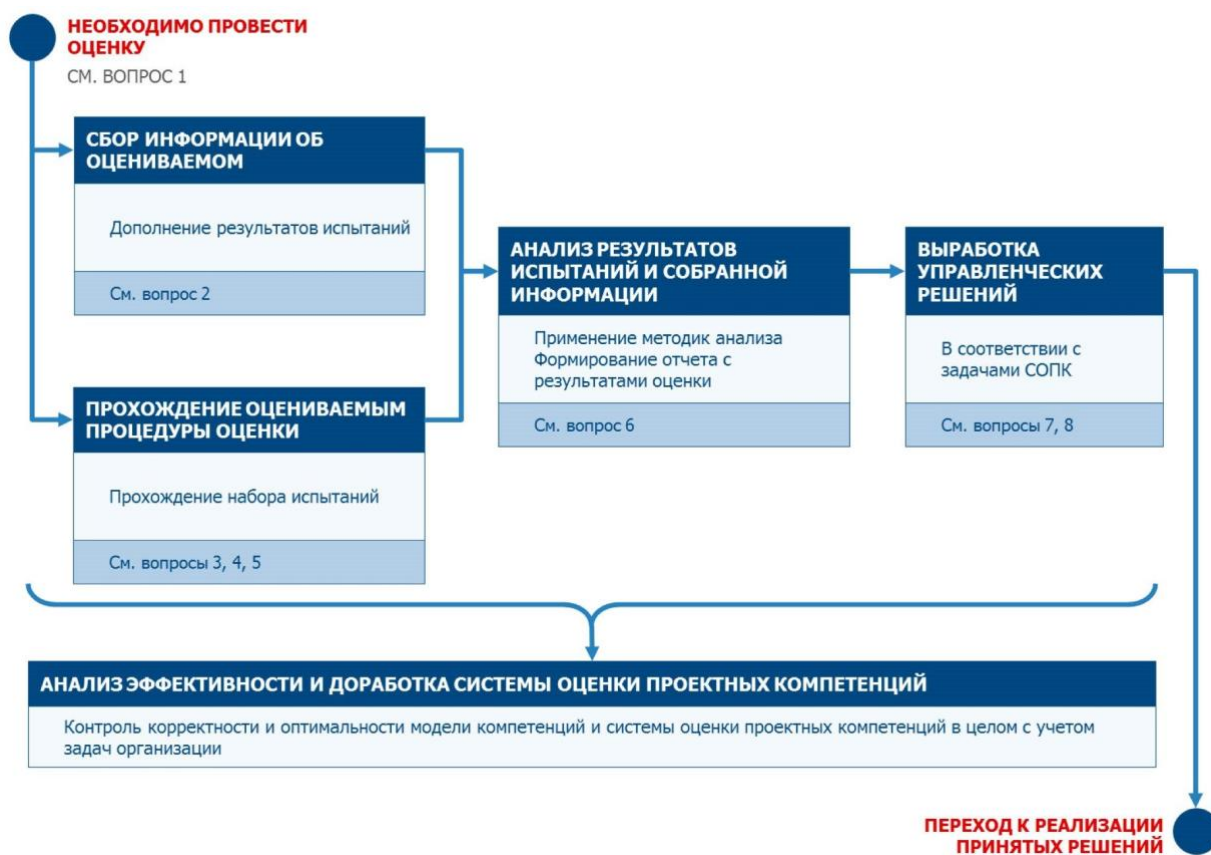 НЕОБХОДИМО ПРОВЕСТИ
ОЦЕНКУ
СМ. ВОПРОС 1
СБОР ИНФОРМАЦИИ ОБ
ОЦЕНИВАЕМОМ
Дополнение результатов испытаний
См. вопрос 2
ПРОХОЖДЕНИЕ ОЦЕНИВАЕМЫМ
ПРОЦЕДУРЫ ОЦЕНКИ
Прохождение набора испытаний
См. вопросы 3, 4, 5
АНАЛИЗ РЕЗУЛЬТАТОВ
ИСПЫТАНИЙ И СОБРАННОЙ
ИНФОРМАЦИИ
Применение методик анализа
Формирование отчета с
результатами оценки
См. вопрос 6
ВЫРАБОТКА
УПРАВЛЕНЧЕСКИХ
РЕШЕНИЙ
В соответствии с
задачами СОПК
См. вопросы 7, 8
АНАЛИЗ ЭФФЕКТИВНОСТИ И ДОРАБОТКА СИСТЕМЫ ОЦЕНКИ ПРОЕКТНЫХ КОМПЕТЕНЦИЙ
Контроль корректности и оптимальности модели компетенций и системы оценки проектных компетенций в целом с учетом
задач организации
ПЕРЕХОД К РЕАЛИЗАЦИИ
ПРИНЯТЫХ РЕШЕНИЙ